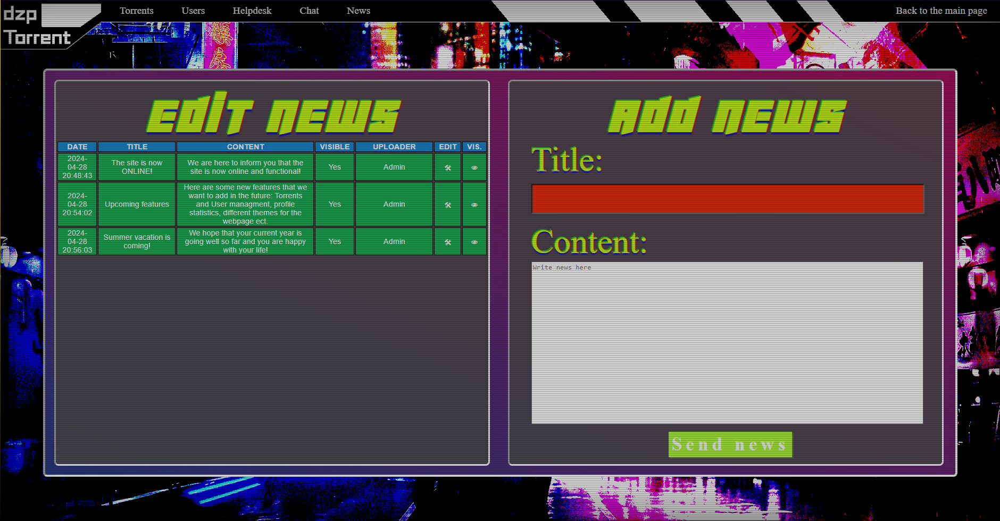 dzp
Torrent
Torrents Users Helpdesk Chat News Back to the main page
EDIT NEWS
DATE TITLE CONTENT VISIBLE UPLOADER EDIT VIS.
2024-
04-28
20:48:43
The site is now
ONLINE!
We are here to inform you that the
site is now online and functional!
Yes
Admin
2024-
04-28
20:54:02
Upcoming features
Here are some new features that we
want to add in the future: Torrents
and User managment, profile
statistics, different themes for the
webpage ect.
Yes
Admin
2024-
04-28
20:56:03
Summer vacation is
coming!
We hope that your current year is
going well so far and you are happy
with your life!
Yes
Admin
ADD NEWS
Title:
Content:
Write news here
Send news